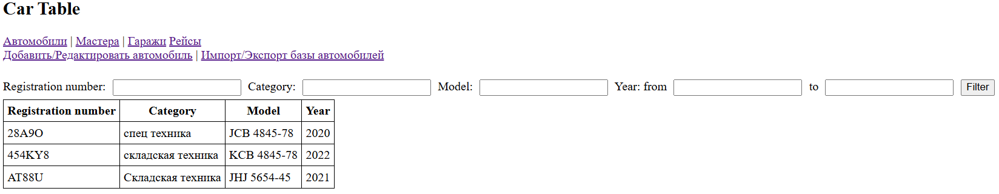 Car Table
Автомобили | Мастера | Гаражи Рейсы
Добавить/Редактировать автомобиль | Импорт/Экспорт базы автомобилей
Registration number: Category: Model: Year: from to Filter
Registration number Category Model Year
28A9O спец техника JCB 4845-78 2020
454KY8 складская техника KCB 4845-78 2022
AT88U Складская техника JHJ 5654-45 2021